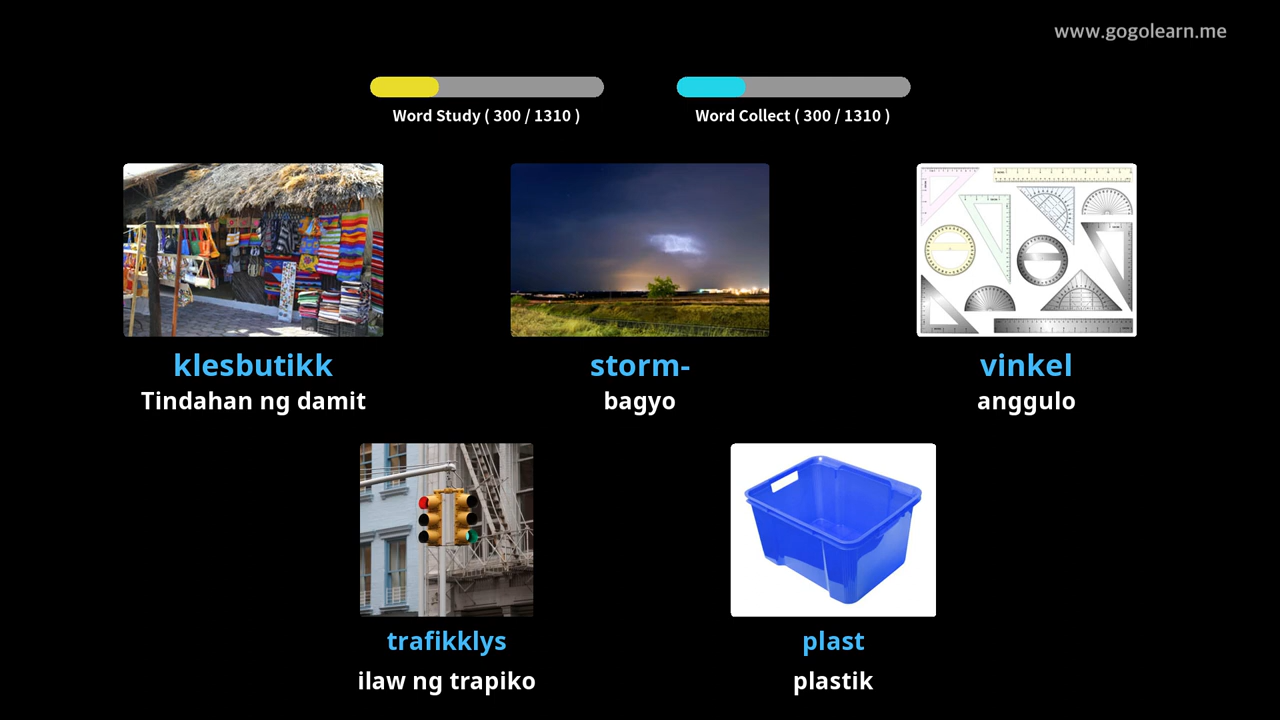 www.gogolearn.me
Word Study ( 300 / 1310 )
Word Collect ( 300 / 1310 )
klesbutikk
Tindahan ng damit
storm-
bagyo
vinkel
anggulo
trafikklys
ilaw ng trapiko
plast
plastik